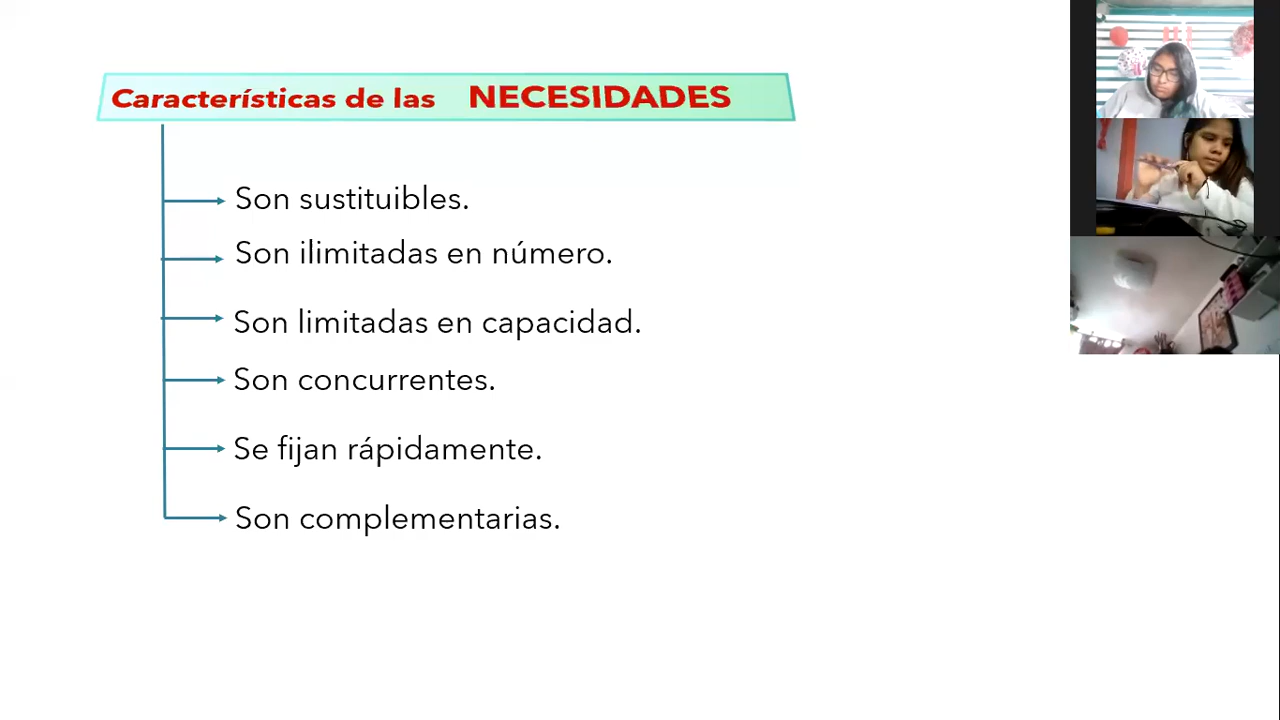 Características de las NECESIDADES
Son sustituibles.
Son ilimitadas en número.
Son limitadas en capacidad.
Son concurrentes.
Se fijan rápidamente.
Son complementarias.